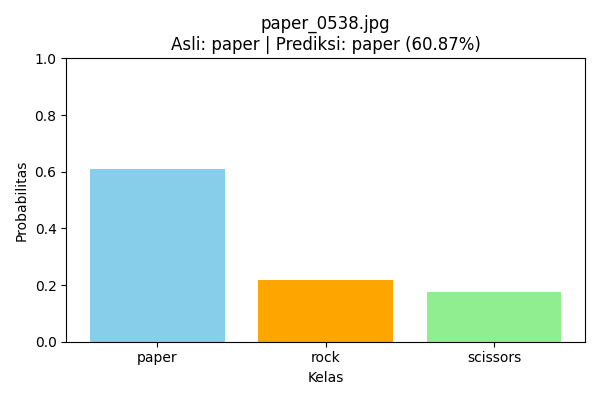 paper_0538.jpg
Asli: paper | Prediksi: paper (60.87%)
1.0
0.8
0.6
0.4
0.2
0.0
Probabilitas
paper rock scissors
Kelas